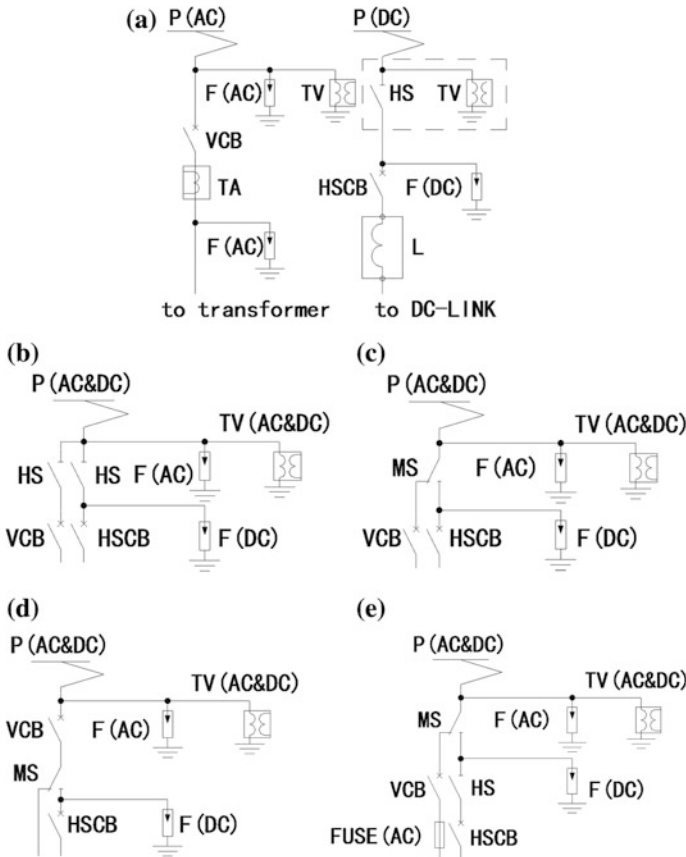 (a) P(AC) P(DC)
F(AC) TV HS TV
VCB
TA HSCB F(DC)
F(AC) L
to transformer to DC-LINK
(b) (c)
P(AC&DC) P(AC&DC)
TV(AC&DC) TV(AC&DC)
HS HS F(AC) MS F(AC)
VCB HSCB F(DC) VCB HSCB F(DC)
(d) (e)
P(AC&DC) P(AC&DC)
TV(AC&DC) TV(AC&DC)
VCB F(AC) MS F(AC)
MS VCB HS F(DC)
HSCB F(DC) FUSE(AC) HSCB